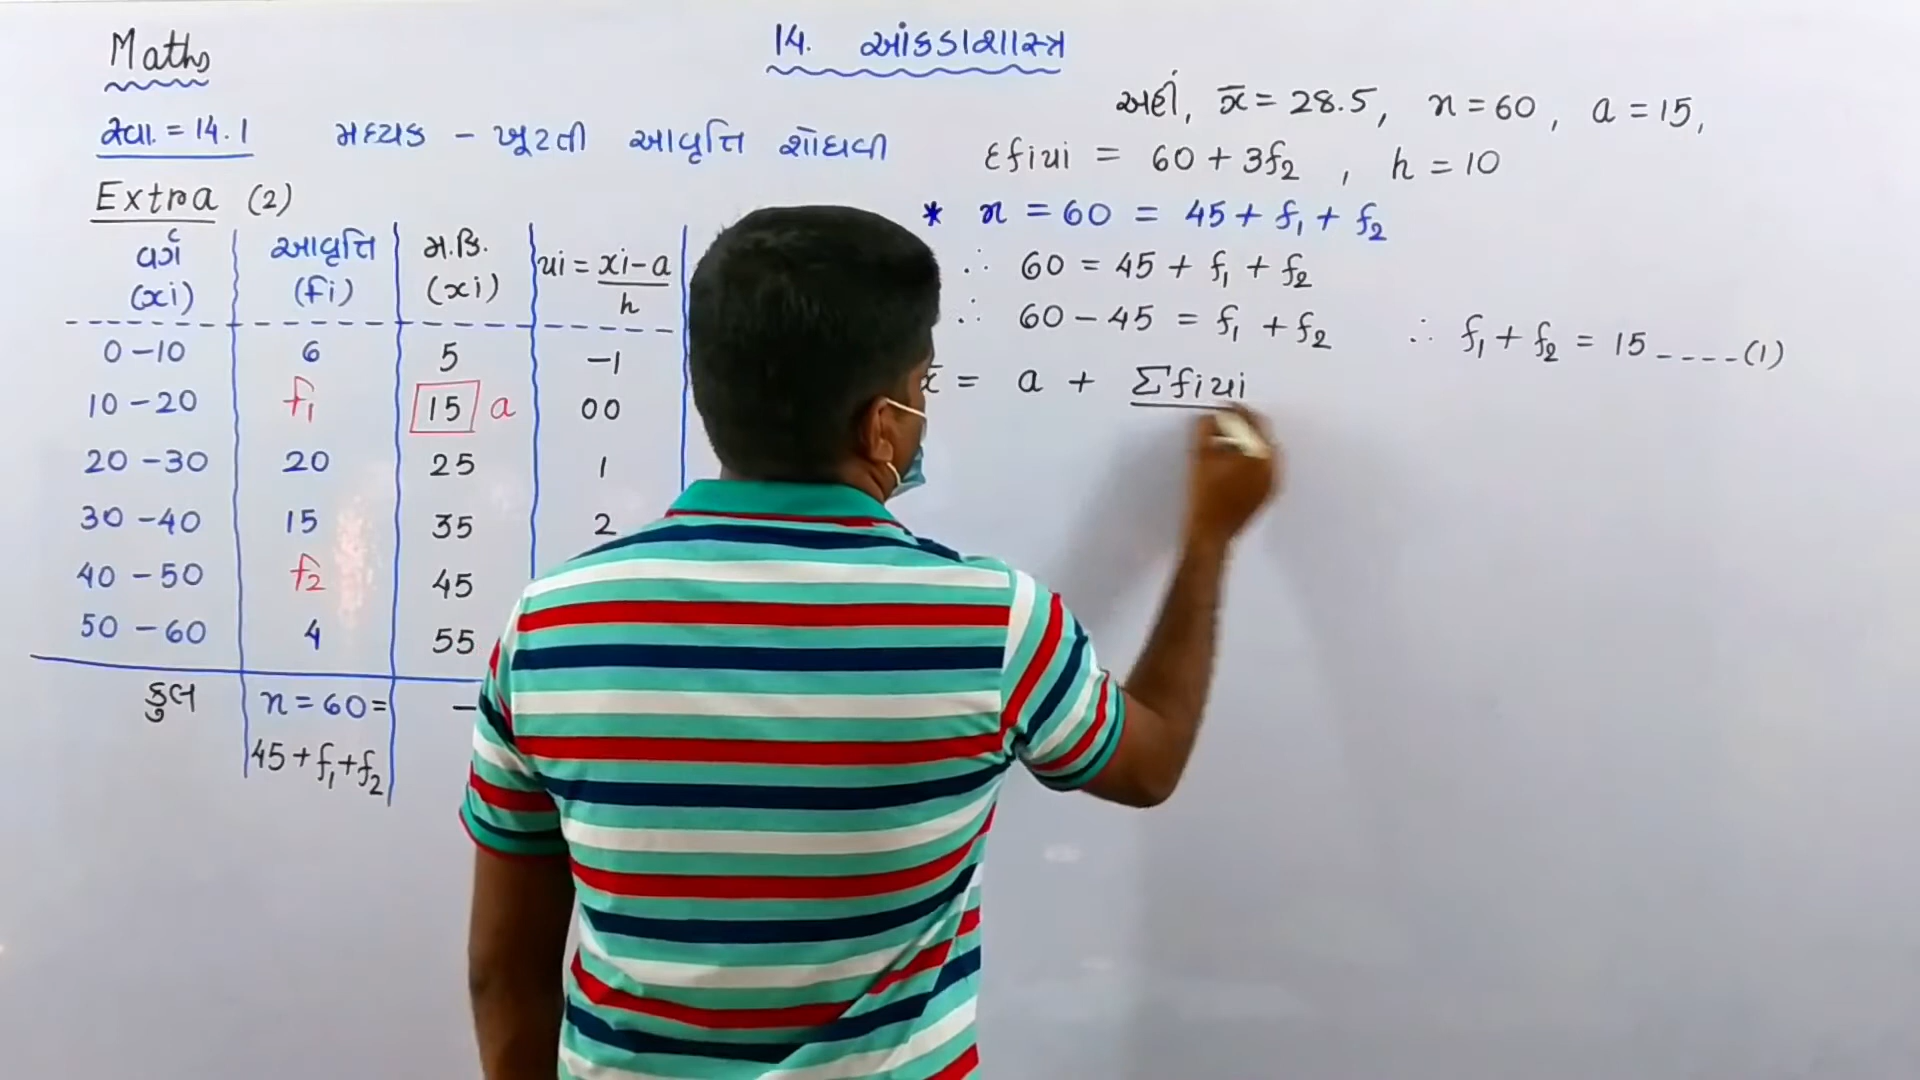 Maths
14. આંકડાશાસ્ત્ર
સ્વા. = 14.1 મધ્યક - ખૂટતી આવૃત્તિ શોધવી
Extra (2)
વર્ગ (xi) આવૃત્તિ (fi) મ.કિ. (xi) ui = xi-a / h
0-10 6 5 -1
10-20 f1 15 a 00
20-30 20 25 1
30-40 15 35 2
40-50 f2 45
50-60 4 55
કુલ n=60= -
45+f1+f2
અહીં, x̄ = 28.5, n=60, a=15,
Σfiui = 60+3f2, h=10
* n = 60 = 45+f1+f2
∴ 60 = 45+f1+f2
∴ 60-45 = f1+f2 ∴ f1+f2 = 15----(1)
x̄ = a + Σfiui